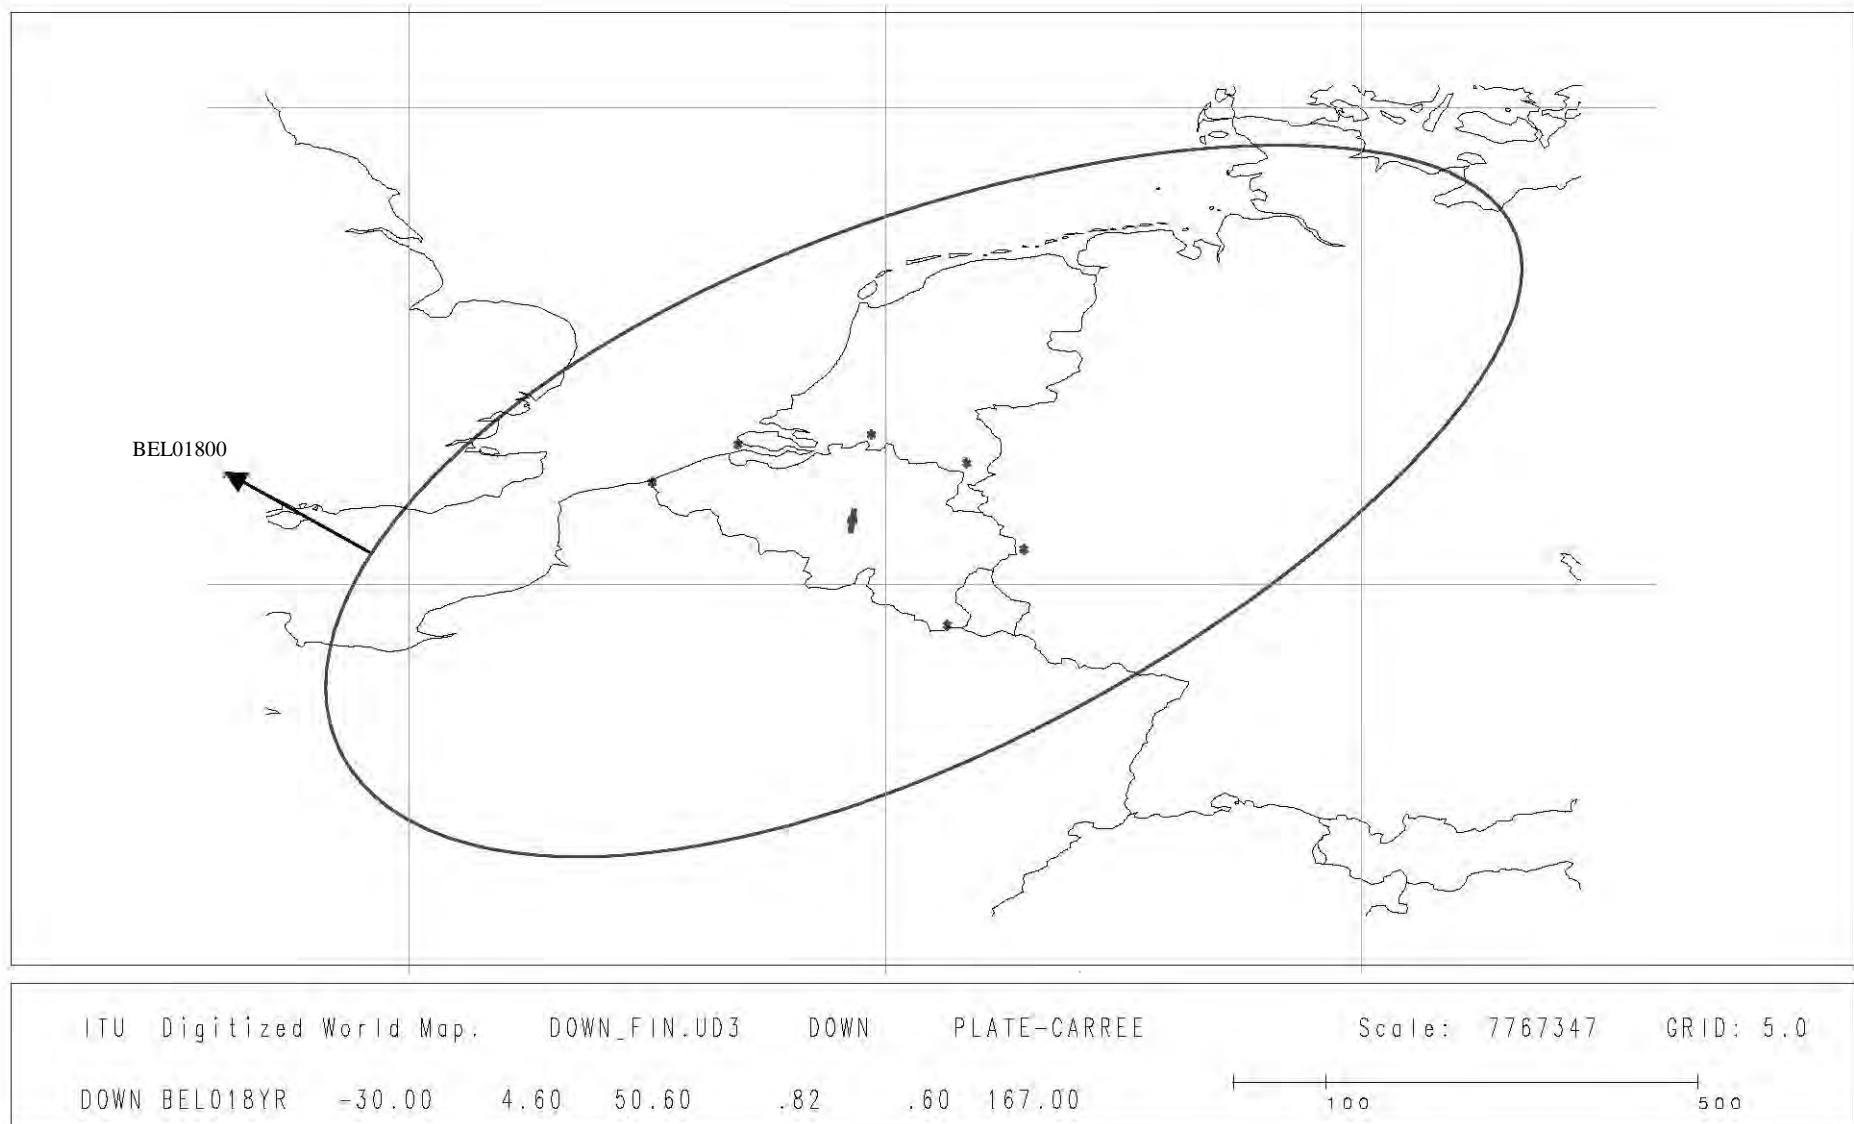 BEL01800
ITU Digitized World Map. DOWN_FIN.UD3 DOWN PLATE-CARREE Scale: 7767347 GRID: 5.0
DOWN BEL018YR -30.00 4.60 50.60 .82 .60 167.00 100 500